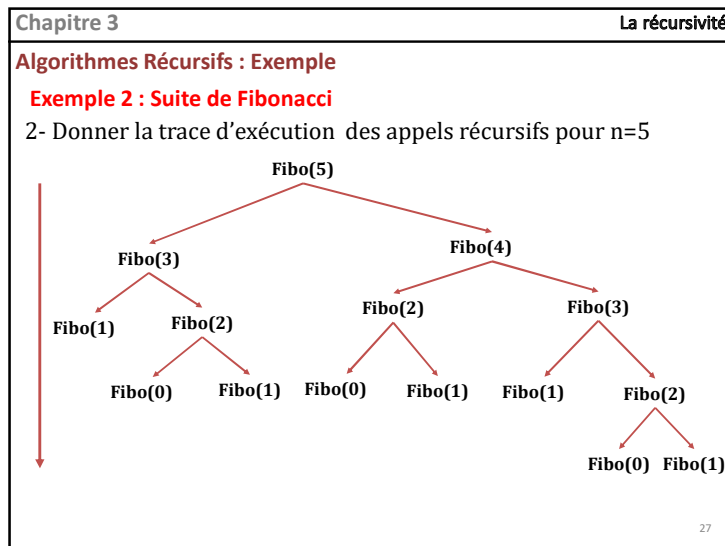 Chapitre 3 La récursivité
Algorithmes Récursifs : Exemple
Exemple 2 : Suite de Fibonacci
2- Donner la trace d'exécution des appels récursifs pour n=5
Fibo(5)
Fibo(3) Fibo(4)
Fibo(1) Fibo(2) Fibo(2) Fibo(3)
Fibo(0) Fibo(1) Fibo(0) Fibo(1) Fibo(1) Fibo(2)
Fibo(0) Fibo(1)
27